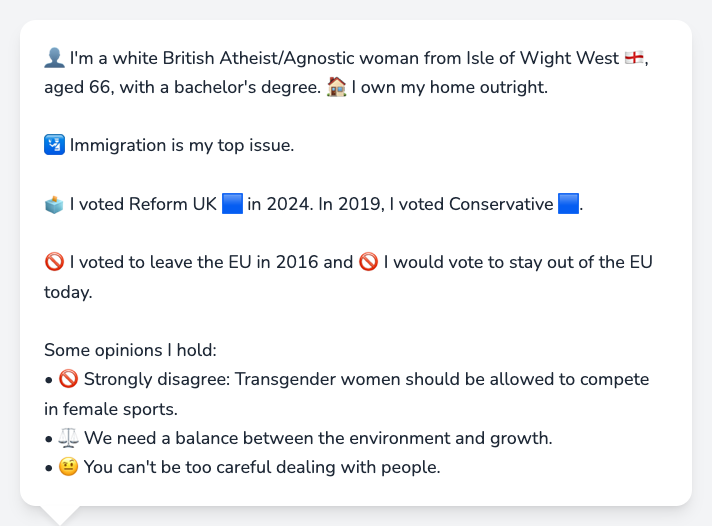 👤 I'm a white British Atheist/Agnostic woman from Isle of Wight West 🏴󠁧󠁢󠁥󠁮󠁧󠁿,
aged 66, with a bachelor's degree. 🏠 I own my home outright.
🛂 Immigration is my top issue.
🗳️ I voted Reform UK 🟦 in 2024. In 2019, I voted Conservative 🟦.
🚫 I voted to leave the EU in 2016 and 🚫 I would vote to stay out of the EU
today.
Some opinions I hold:
• 🚫 Strongly disagree: Transgender women should be allowed to compete
in female sports.
• ⚖️ We need a balance between the environment and growth.
• 🤨 You can't be too careful dealing with people.